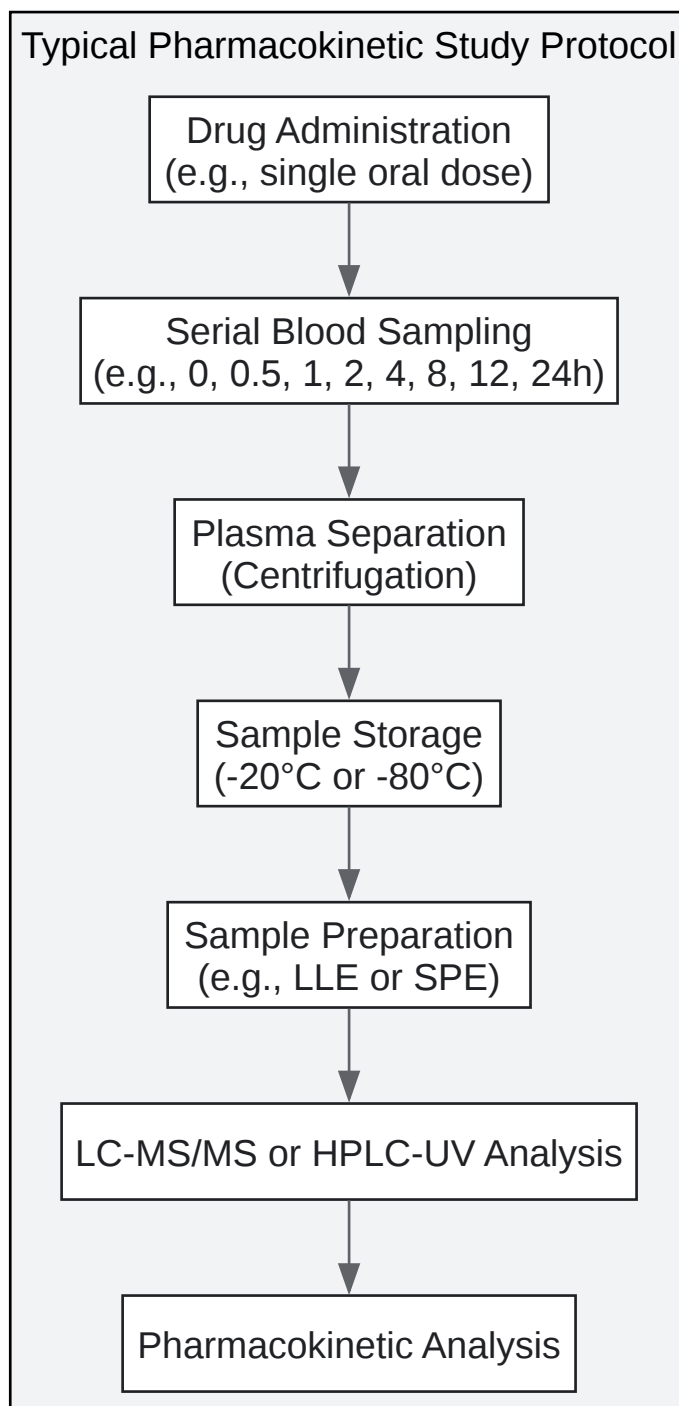 Typical Pharmacokinetic Study Protocol
Drug Administration
(e.g., single oral dose)
Serial Blood Sampling
(e.g., 0, 0.5, 1, 2, 4, 8, 12, 24h)
Plasma Separation
(Centrifugation)
Sample Storage
(-20°C or -80°C)
Sample Preparation
(e.g., LLE or SPE)
LC-MS/MS or HPLC-UV Analysis
Pharmacokinetic Analysis